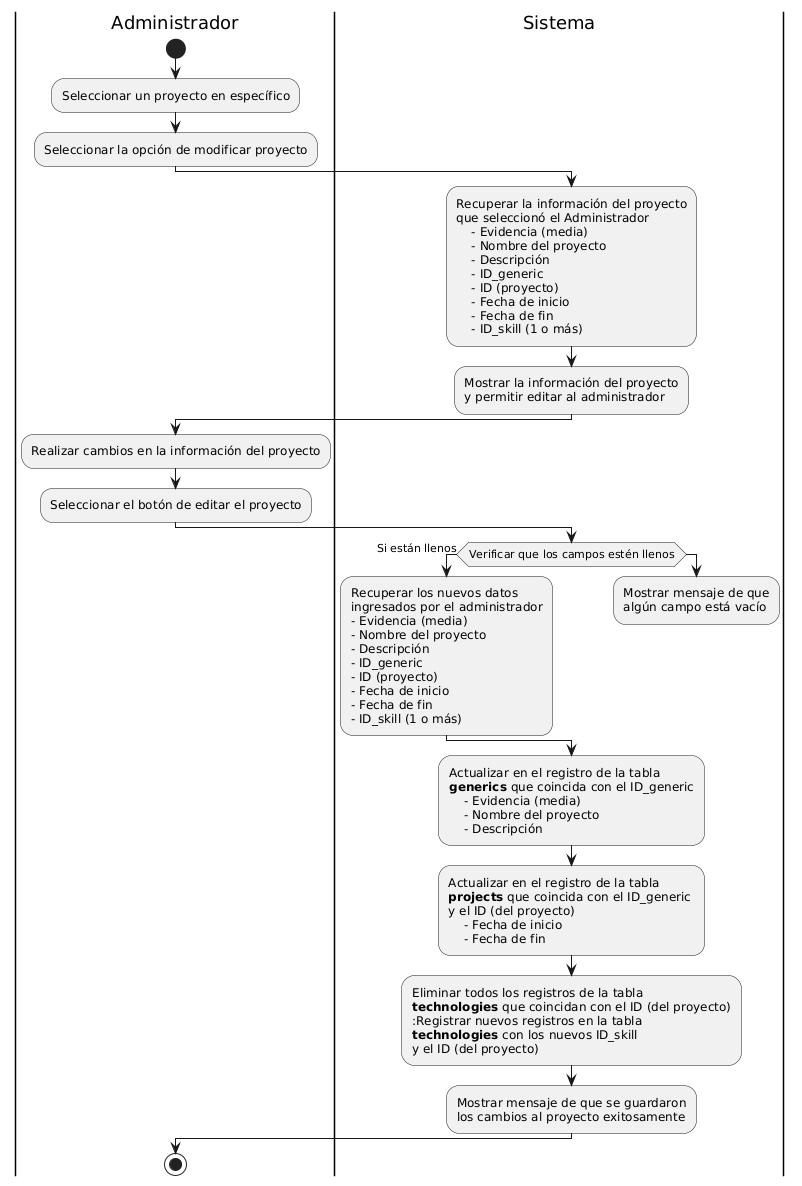 Administrador
Sistema
Seleccionar un proyecto en específico
Seleccionar la opción de modificar proyecto
Recuperar la información del proyecto
que seleccionó el Administrador
- Evidencia (media)
- Nombre del proyecto
- Descripción
- ID_generic
- ID (proyecto)
- Fecha de inicio
- Fecha de fin
- ID_skill (1 o más)
Mostrar la información del proyecto
y permitir editar al administrador
Realizar cambios en la información del proyecto
Seleccionar el botón de editar el proyecto
Si están llenos
Verificar que los campos estén llenos
Recuperar los nuevos datos
ingresados por el administrador
- Evidencia (media)
- Nombre del proyecto
- Descripción
- ID_generic
- ID (proyecto)
- Fecha de inicio
- Fecha de fin
- ID_skill (1 o más)
Mostrar mensaje de que
algún campo está vacío
Actualizar en el registro de la tabla
generics que coincida con el ID_generic
- Evidencia (media)
- Nombre del proyecto
- Descripción
Actualizar en el registro de la tabla
projects que coincida con el ID_generic
y el ID (del proyecto)
- Fecha de inicio
- Fecha de fin
Eliminar todos los registros de la tabla
technologies que coincidan con el ID (del proyecto)
:Registrar nuevos registros en la tabla
technologies con los nuevos ID_skill
y el ID (del proyecto)
Mostrar mensaje de que se guardaron
los cambios al proyecto exitosamente